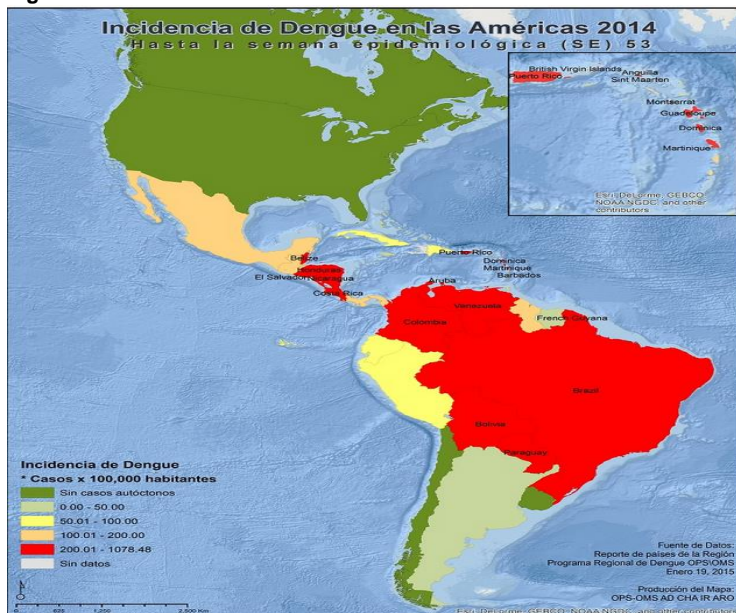 Incidencia de Dengue en las Américas 2014
Hasta la semana epidemiológica (SE) 53
British Virgin Islands
Puerto Rico
Anguilla
Sint Maarten
Montserrat
Guadeloupe
Dominica
Martinique
Esri, DeLorme, GEBCO,
NOAA NGDC, and other
contributors
Belize
Honduras
El Salvador
Nicaragua
Costa Rica
Puerto Rico
Dominica
Martinique
Barbados
Aruba
Venezuela
Colombia
French Guyana
Brazil
Bolivia
Paraguay
Incidencia de Dengue
* Casos x 100,000 habitantes
Sin casos autóctonos
0.00 - 50.00
50.01 - 100.00
100.01 - 200.00
200.01 - 1078.48
Sin datos
Fuente de Datos:
Reporte de países de la Región
Programa Regional de Dengue OPS\OMS
Enero 19, 2015
Producción del Mapa:
OPS-OMS AD CHA IR ARO